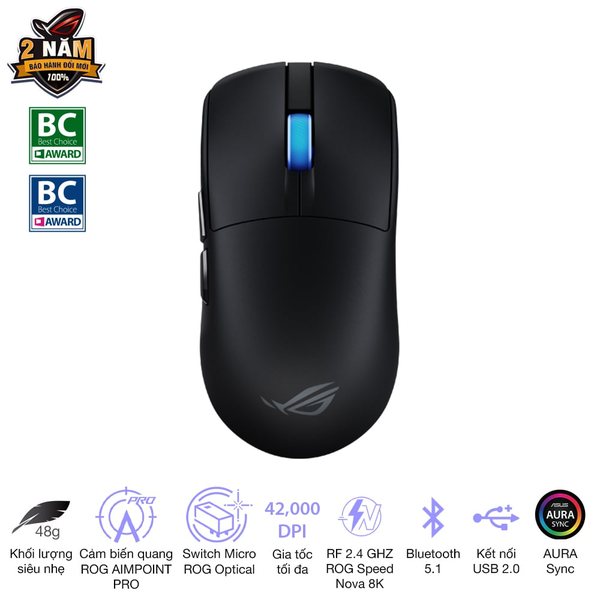 2 NĂM
BẢO HÀNH ĐỔI MỚI
100%
BC
Best Choice
AWARD
BC
Best Choice
AWARD
48g
Khối lượng
siêu nhẹ
PRO
Cảm biến quang
ROG AIMPOINT
PRO
Switch Micro
ROG Optical
42,000
DPI
Gia tốc
tối đa
RF 2.4 GHZ
ROG Speed
Nova 8K
Bluetooth
5.1
Kết nối
USB 2.0
ASUS
AURA
SYNC
AURA
Sync